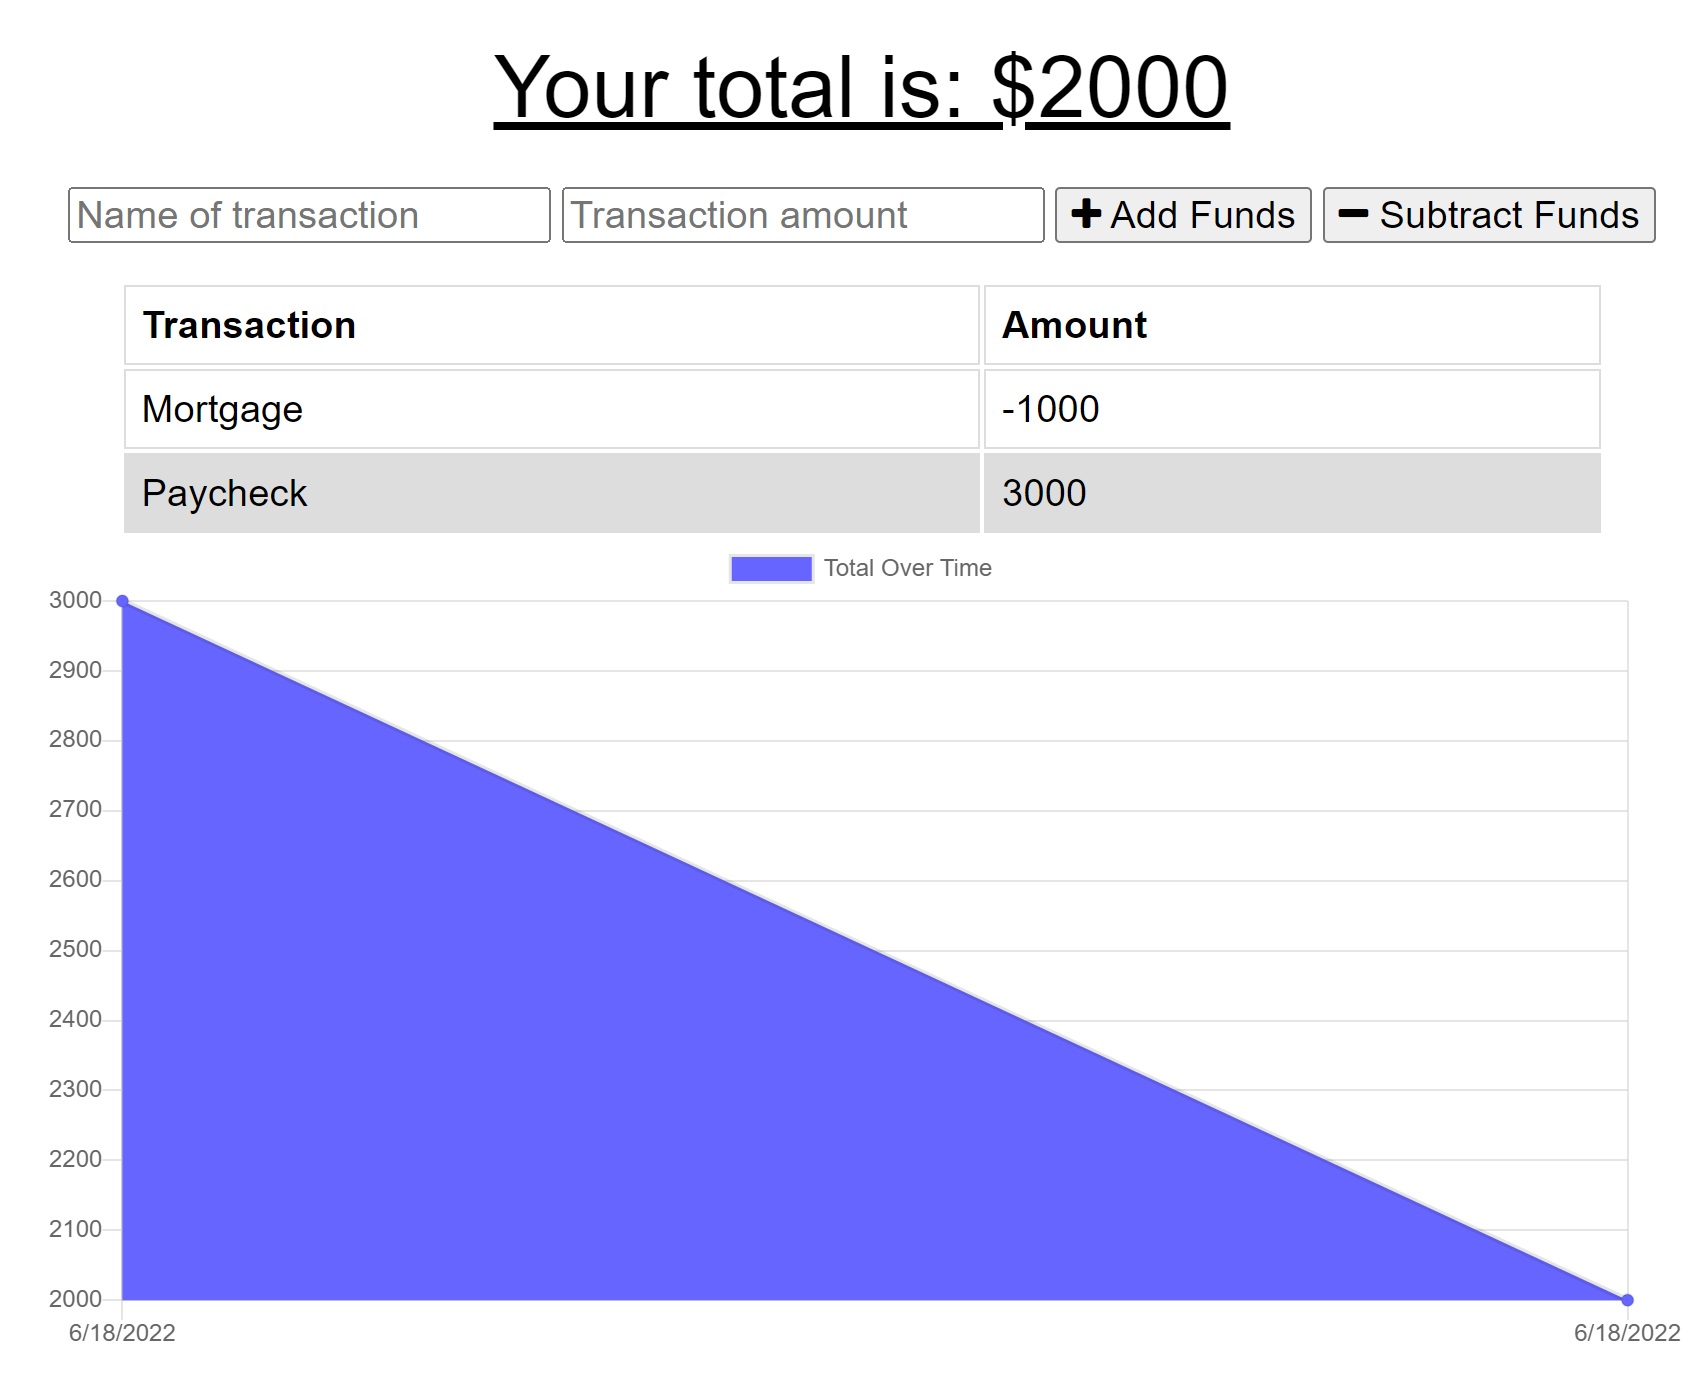 Your total is: $2000
Name of transaction Transaction amount Add Funds Subtract Funds
Transaction Amount
Mortgage -1000
Paycheck 3000
Total Over Time
3000
2900
2800
2700
2600
2500
2400
2300
2200
2100
2000
6/18/2022 6/18/2022